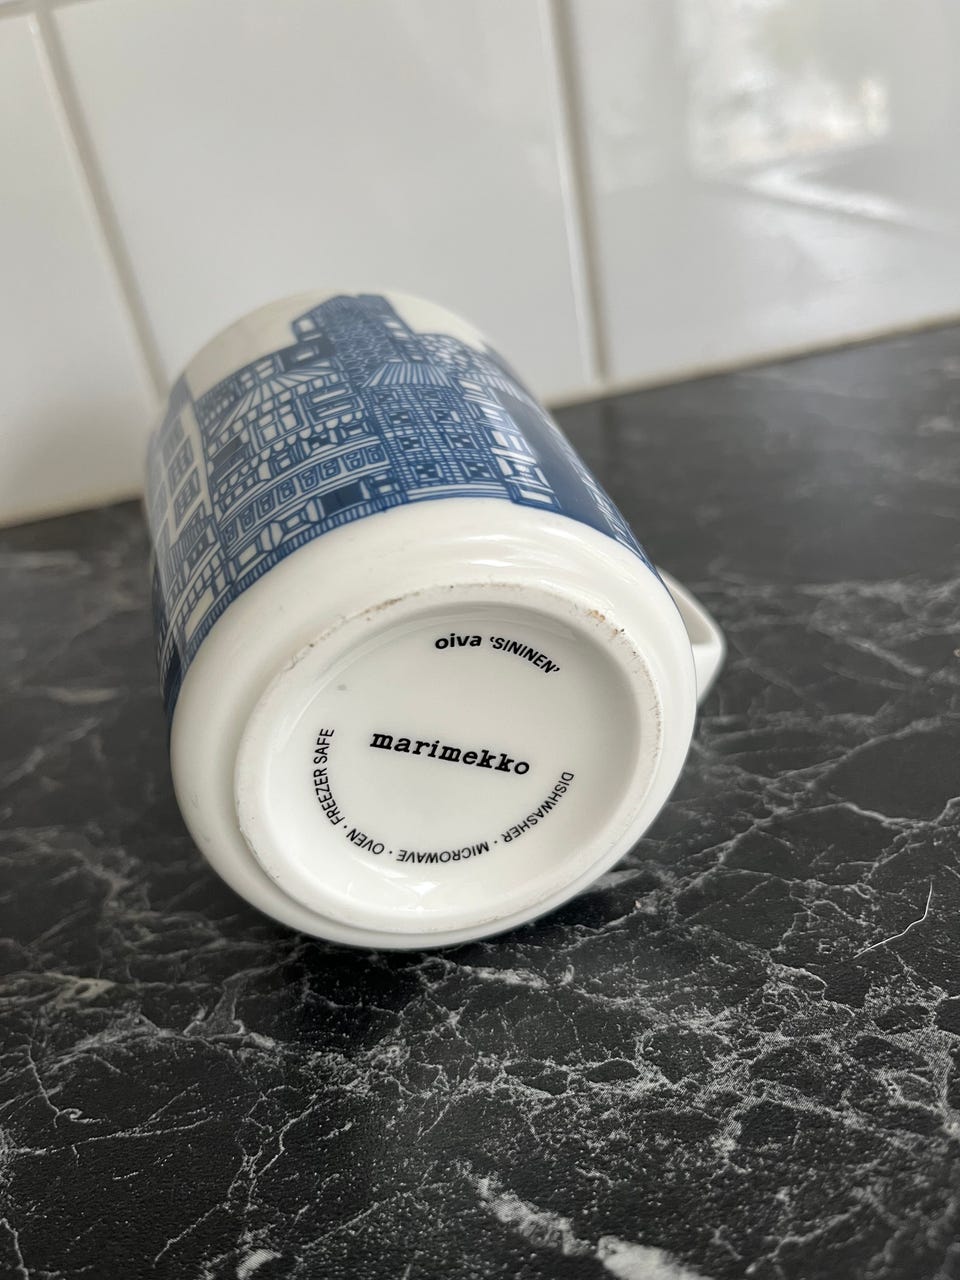 oiva 'SININEN'
marimekko
DISHWASHER · MICROWAVE · OVEN · FREEZER SAFE